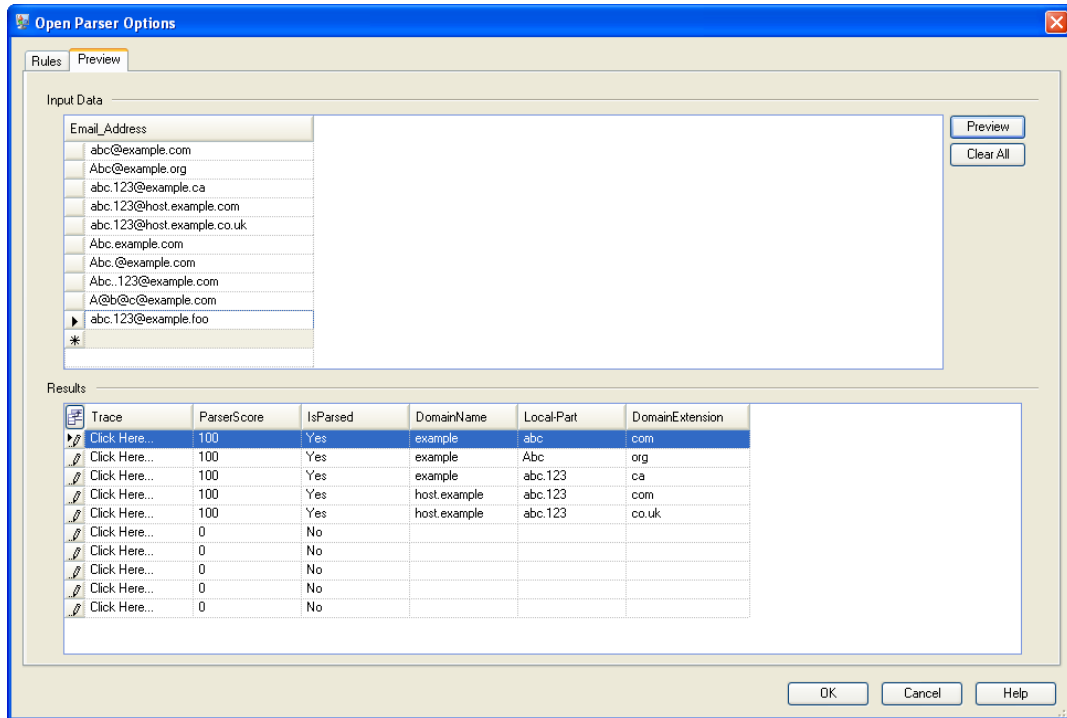 Open Parser Options
Rules Preview
Input Data
Email_Address
Preview
abc@example.com
Clear All
Abc@example.org
abc.123@example.ca
abc.123@host.example.com
abc.123@host.example.co.uk
Abc.example.com
Abc.@example.com
Abc..123@example.com
A@b@c@example.com
abc.123@example.foo
Results
Trace ParserScore IsParsed DomainName Local-Part DomainExtension
Click Here... 100 Yes example abc com
Click Here... 100 Yes example Abc org
Click Here... 100 Yes example abc.123 ca
Click Here... 100 Yes host.example abc.123 com
Click Here... 100 Yes host.example abc.123 co.uk
Click Here... 0 No
Click Here... 0 No
Click Here... 0 No
Click Here... 0 No
Click Here... 0 No
OK Cancel Help